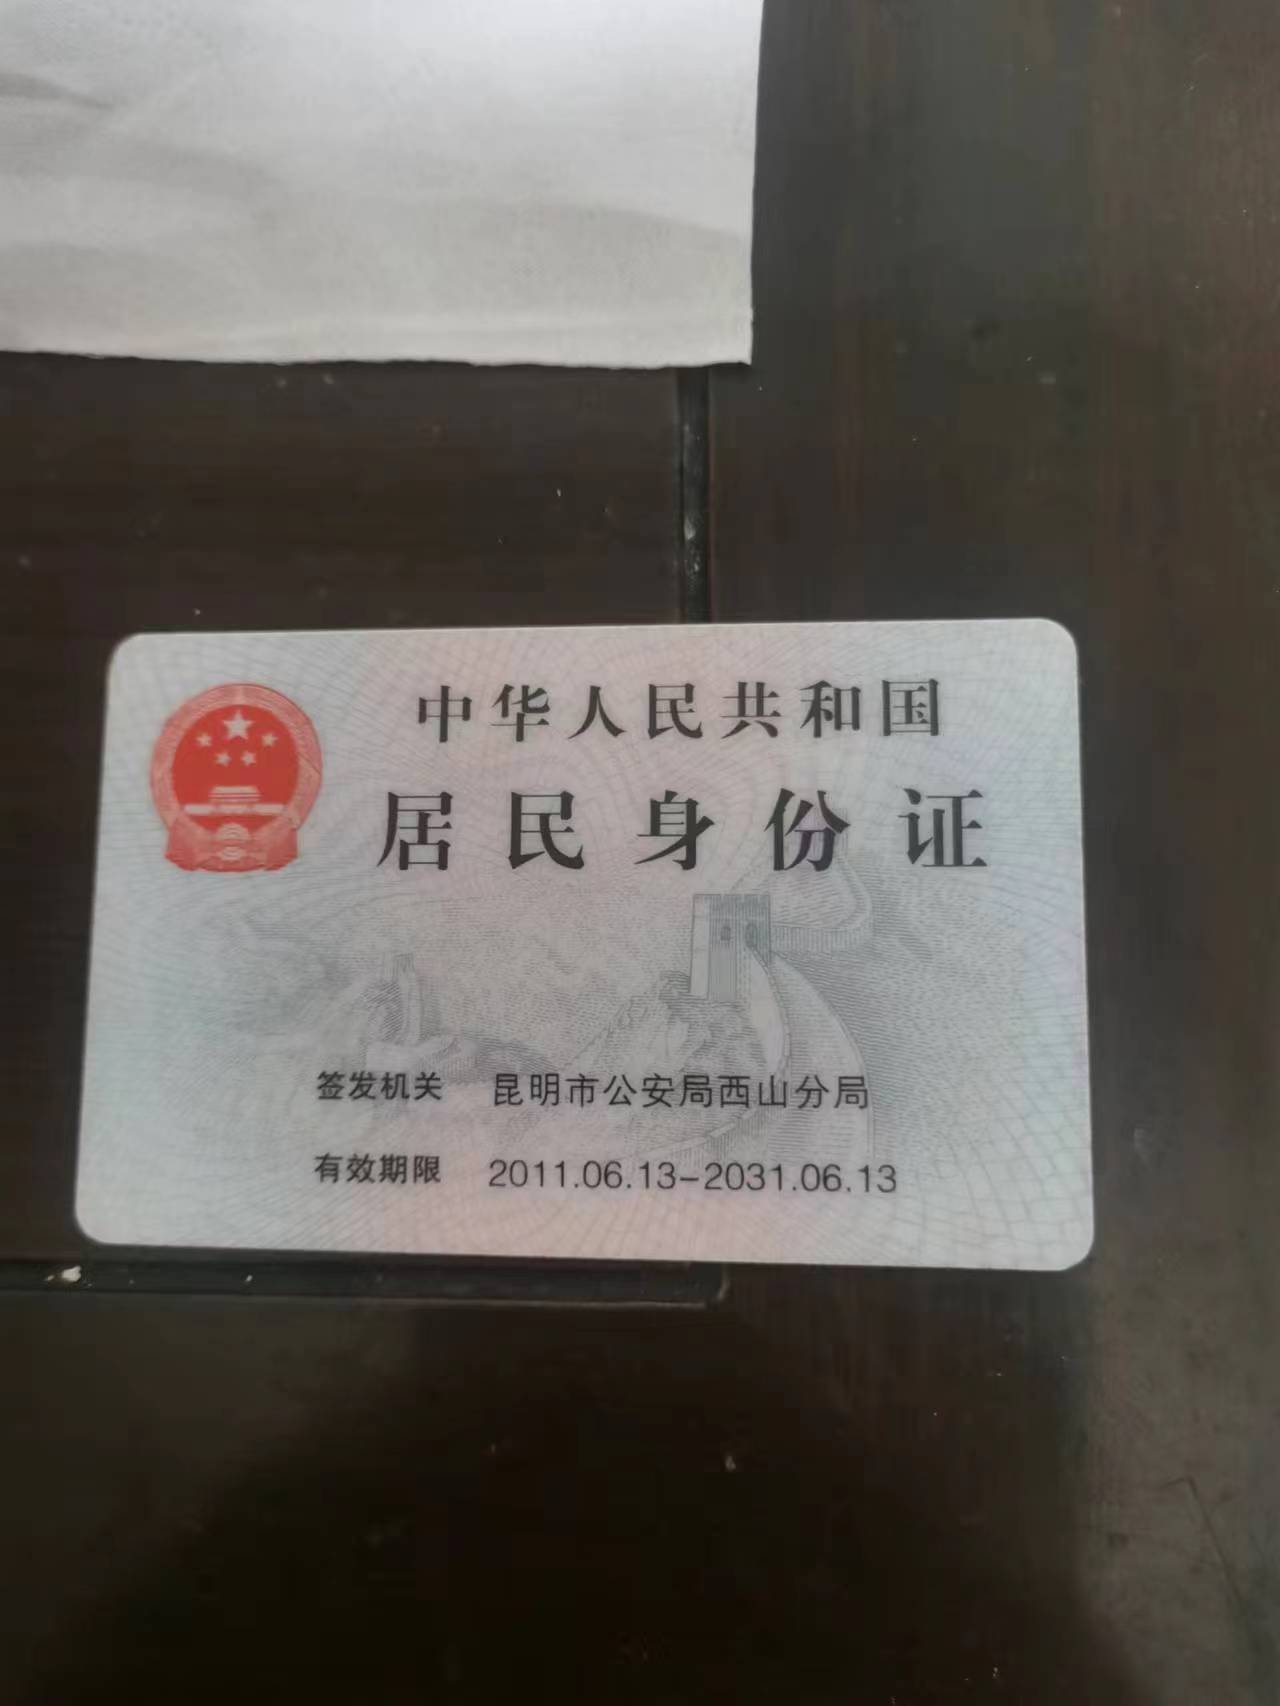 中华人民共和国
居民身份证
签发机关 昆明市公安局西山分局
有效期限 2011.06.13-2031.06.13